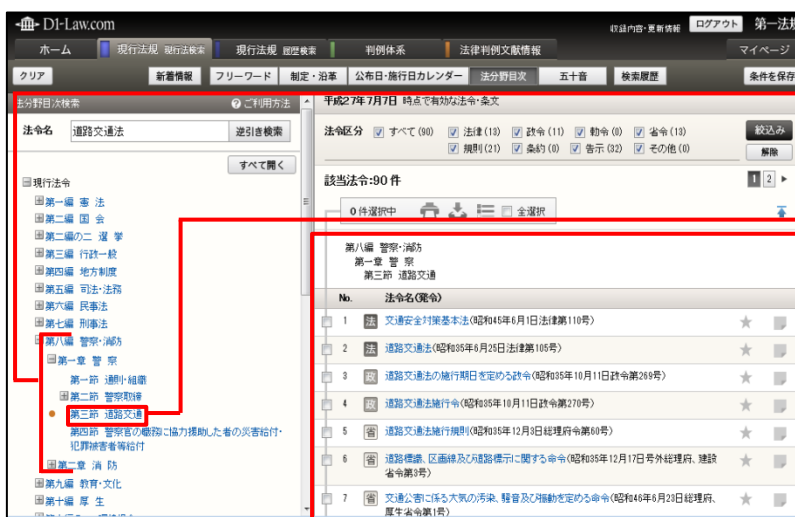 D1-Law.com
収録内容・更新情報
ログアウト
第一法規
ホーム
現行法規 現行法検索
現行法規 履歴検索
判例体系
法律判例文献情報
マイページ
クリア
新着情報
フリーワード
制定・沿革
公布日・施行日カレンダー
法分野目次
五十音
検索履歴
条件を保存
法分野目次検索
? ご利用方法
法令名 道路交通法 逆引き検索
すべて開く
現行法令
第一編 憲 法
第二編 国 会
第二編の二 選 挙
第三編 行政一般
第四編 地方制度
第五編 司法・法務
第六編 民事法
第七編 刑事法
第八編 警察・消防
第一章 警 察
第一節 通則・組織
第二節 警察取締
第三節 道路交通
第四節 警察官の職務に協力援助した者の災害給付・
犯罪被害者等給付
第二章 消 防
第九編 教育・文化
第十編 厚 生
平成27年7月7日 時点で有効な法令・条文
法令区分 すべて (90) 法律 (13) 政令 (11) 勅令 (0) 省令 (13) 絞込み
規則 (21) 条約 (0) 告示 (32) その他 (0) 解除
該当法令:90 件
1 2
0 件選択中 全選択
第八編 警察・消防
第一章 警 察
第三節 道路交通
No. 法令名(発令)
1 法 交通安全対策基本法(昭和45年6月1日法律第110号)
2 法 道路交通法(昭和35年6月25日法律第105号)
3 政 道路交通法の施行期日を定める政令(昭和35年10月11日政令第269号)
4 政 道路交通法施行令(昭和35年10月11日政令第270号)
5 省 道路交通法施行規則(昭和35年12月3日総理府令第60号)
6 省 道路標識、区画線及び道路標示に関する命令(昭和35年12月17日号外総理府、建設
省令第3号)
7 省 交通公害に係る大気の汚染、騒音及び振動を定める命令(昭和46年6月23日総理府、
厚生省令第1号)